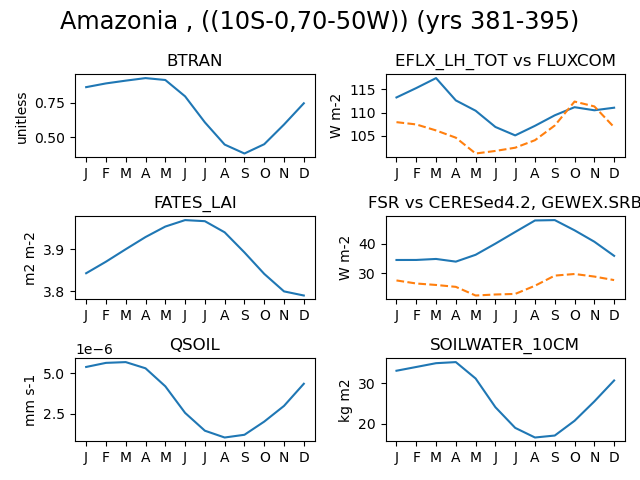 Amazonia , ((10S-0,70-50W)) (yrs 381-395)
BTRAN
unitless
0.75
0.50
J F M A M J J A S O N D
EFLX_LH_TOT vs FLUXCOM
W m-2
115
110
105
J F M A M J J A S O N D
FATES_LAI
m2 m-2
3.9
3.8
J F M A M J J A S O N D
FSR vs CERESed4.2, GEWEX.SRB
W m-2
40
30
J F M A M J J A S O N D
QSOIL
1e−6
mm s-1
5.0
2.5
J F M A M J J A S O N D
SOILWATER_10CM
kg m2
30
20
J F M A M J J A S O N D